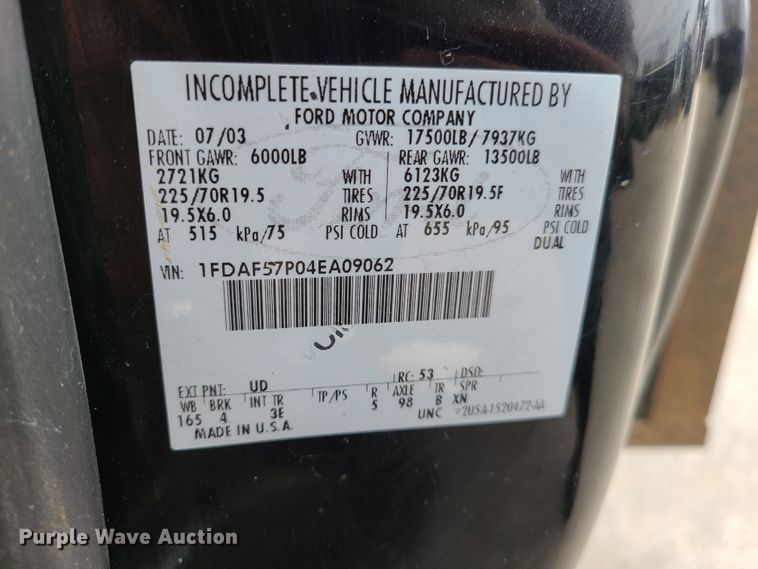 INCOMPLETE VEHICLE MANUFACTURED BY
FORD MOTOR COMPANY
DATE: 07/03 GVWR: 17500LB/ 7937KG
FRONT GAWR: 6000LB REAR GAWR: 13500LB
2721KG WITH 6123KG WITH
225/70R19.5 TIRES 225/70R19.5F TIRES
19.5X6.0 RIMS 19.5X6.0 RIMS
AT 515 kPa/75 PSI COLD AT 655 kPa/95 PSI COLD
DUAL
VIN: 1FDAF57P04EA09062
EXT PNT: UD RC: 53 DSO:
WB BRK INT TR TP/PS R AXLE TR SPR
165 4 3E 5 98 B XN
MADE IN U.S.A. UNC
Purple Wave Auction